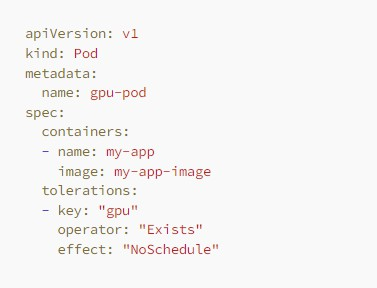 apiVersion: v1
kind: Pod
metadata:
  name: gpu-pod
spec:
  containers:
  - name: my-app
    image: my-app-image
  tolerations:
  - key: "gpu"
    operator: "Exists"
    effect: "NoSchedule"